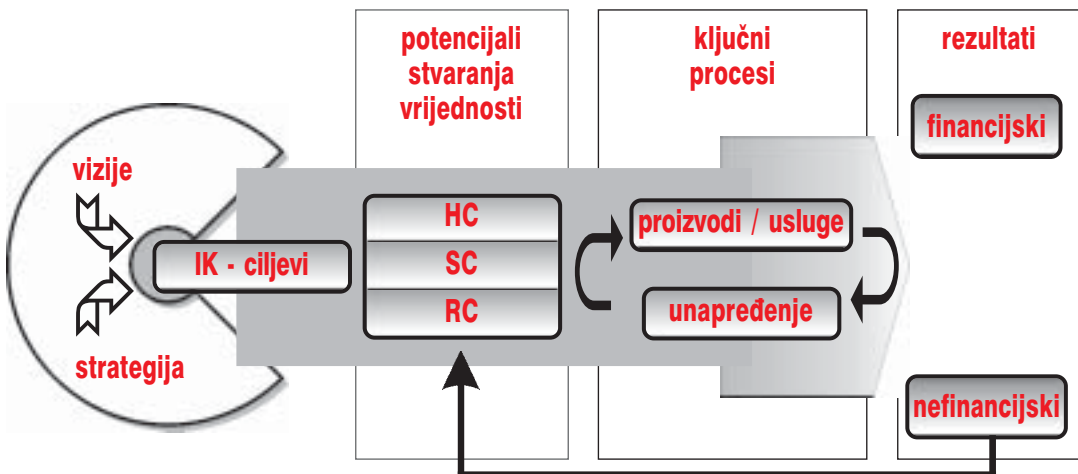 potencijali
stvaranja
vrijednosti
ključni
procesi
rezultati
financijski
vizije
HC
proizvodi / usluge
IK - ciljevi
SC
RC
unapređenje
strategija
nefinancijski